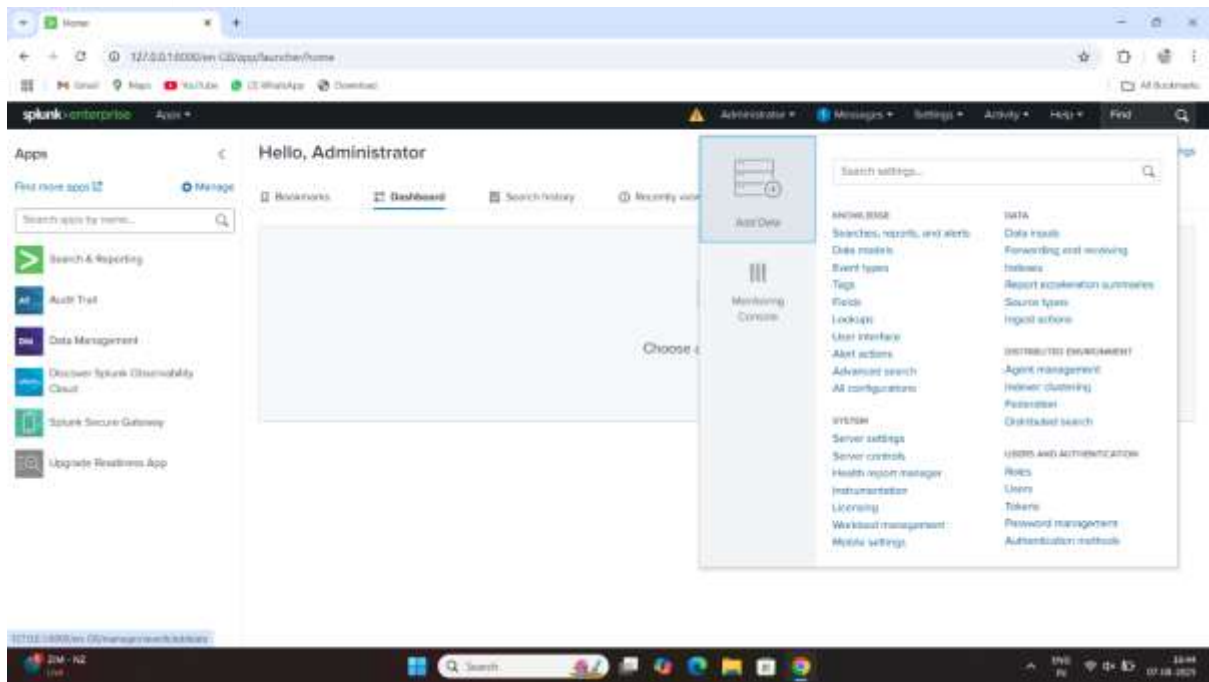 Home
127.0.0.1:8000/en-GB/app/launcher/home
Gmail Maps YouTube WhatsApp Download All Bookmarks
splunk>enterprise Apps Administrator Messages Settings Activity Help Find
Apps
Find more apps Manage
Search apps by name...
Search & Reporting
Audit Trail
Data Management
Discover Splunk Observability
Cloud
Splunk Secure Gateway
Upgrade Readiness App
Hello, Administrator
Bookmarks Dashboard Search history Recently view
Choose a
Add Data
Monitoring
Console
Search settings...
KNOWLEDGE
Searches, reports, and alerts
Data models
Event types
Tags
Fields
Lookups
User interface
Alert actions
Advanced search
All configurations
SYSTEM
Server settings
Server controls
Health report manager
Instrumentation
Licensing
Workload management
Mobile settings
DATA
Data inputs
Forwarding and receiving
Indexes
Report acceleration summaries
Source types
Ingest actions
DISTRIBUTED ENVIRONMENT
Agent management
Indexer clustering
Federation
Distributed search
USERS AND AUTHENTICATION
Roles
Users
Tokens
Password management
Authentication methods
ZIM - NZ
Search
ENG
IN